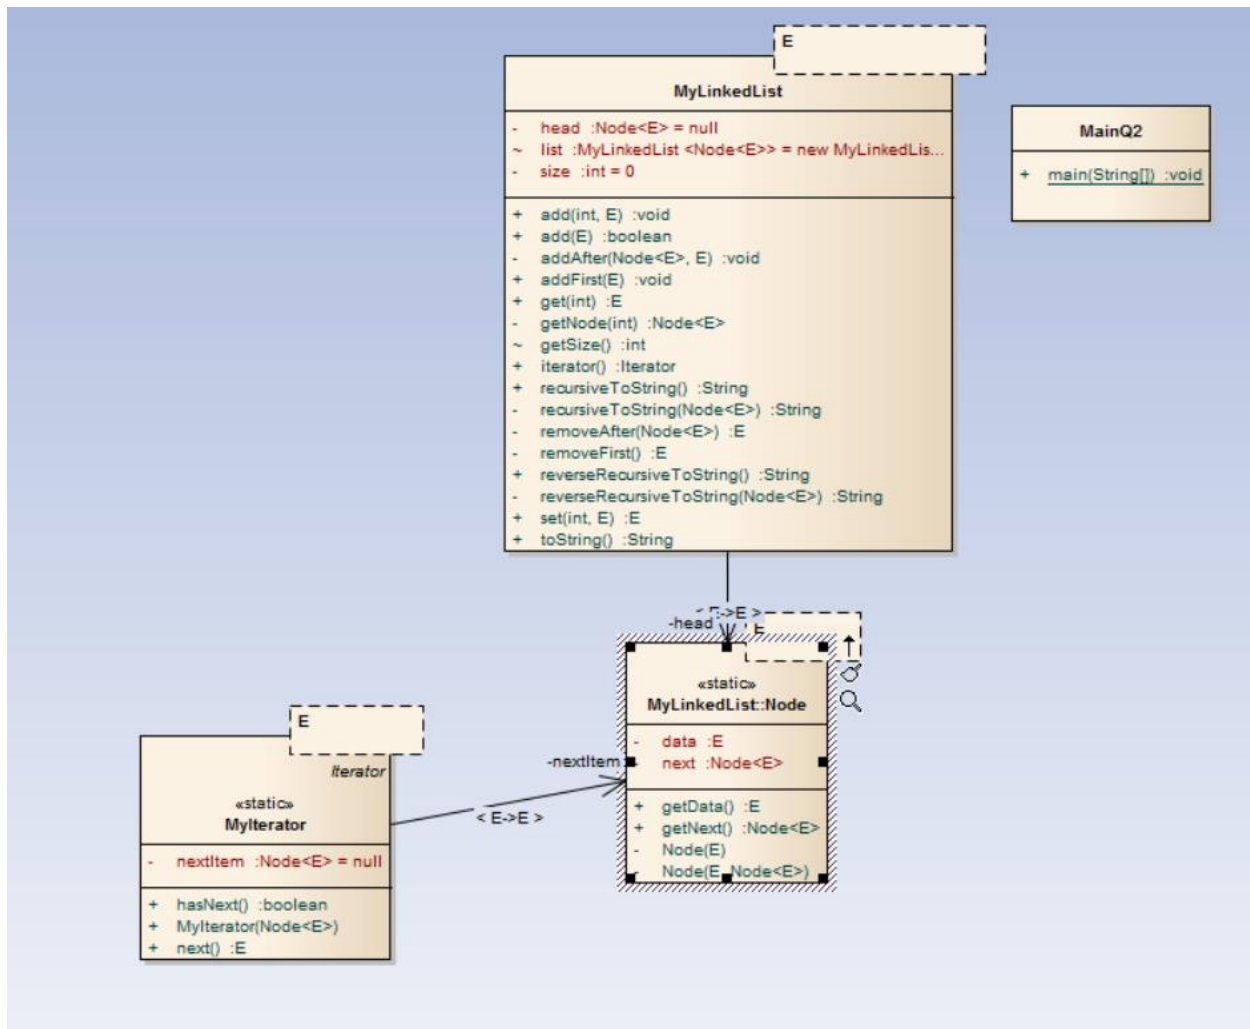 E
MyLinkedList
- head :Node<E> = null
~ list :MyLinkedList <Node<E>> = new MyLinkedLis...
- size :int = 0
+ add(int, E) :void
+ add(E) :boolean
- addAfter(Node<E>, E) :void
+ addFirst(E) :void
+ get(int) :E
- getNode(int) :Node<E>
~ getSize() :int
+ iterator() :Iterator
+ recursiveToString() :String
- recursiveToString(Node<E>) :String
- removeAfter(Node<E>) :E
- removeFirst() :E
+ reverseRecursiveToString() :String
- reverseRecursiveToString(Node<E>) :String
+ set(int, E) :E
+ toString() :String
MainQ2
+ main(String[]) :void
< E->E >
-head
E
«static»
MyLinkedList::Node
- data :E
next :Node<E>
+ getData() :E
+ getNext() :Node<E>
- Node(E)
- Node(E, Node<E>)
-nextItem
< E->E >
E
Iterator
«static»
MyIterator
- nextItem :Node<E> = null
+ hasNext() :boolean
+ MyIterator(Node<E>)
+ next() :E